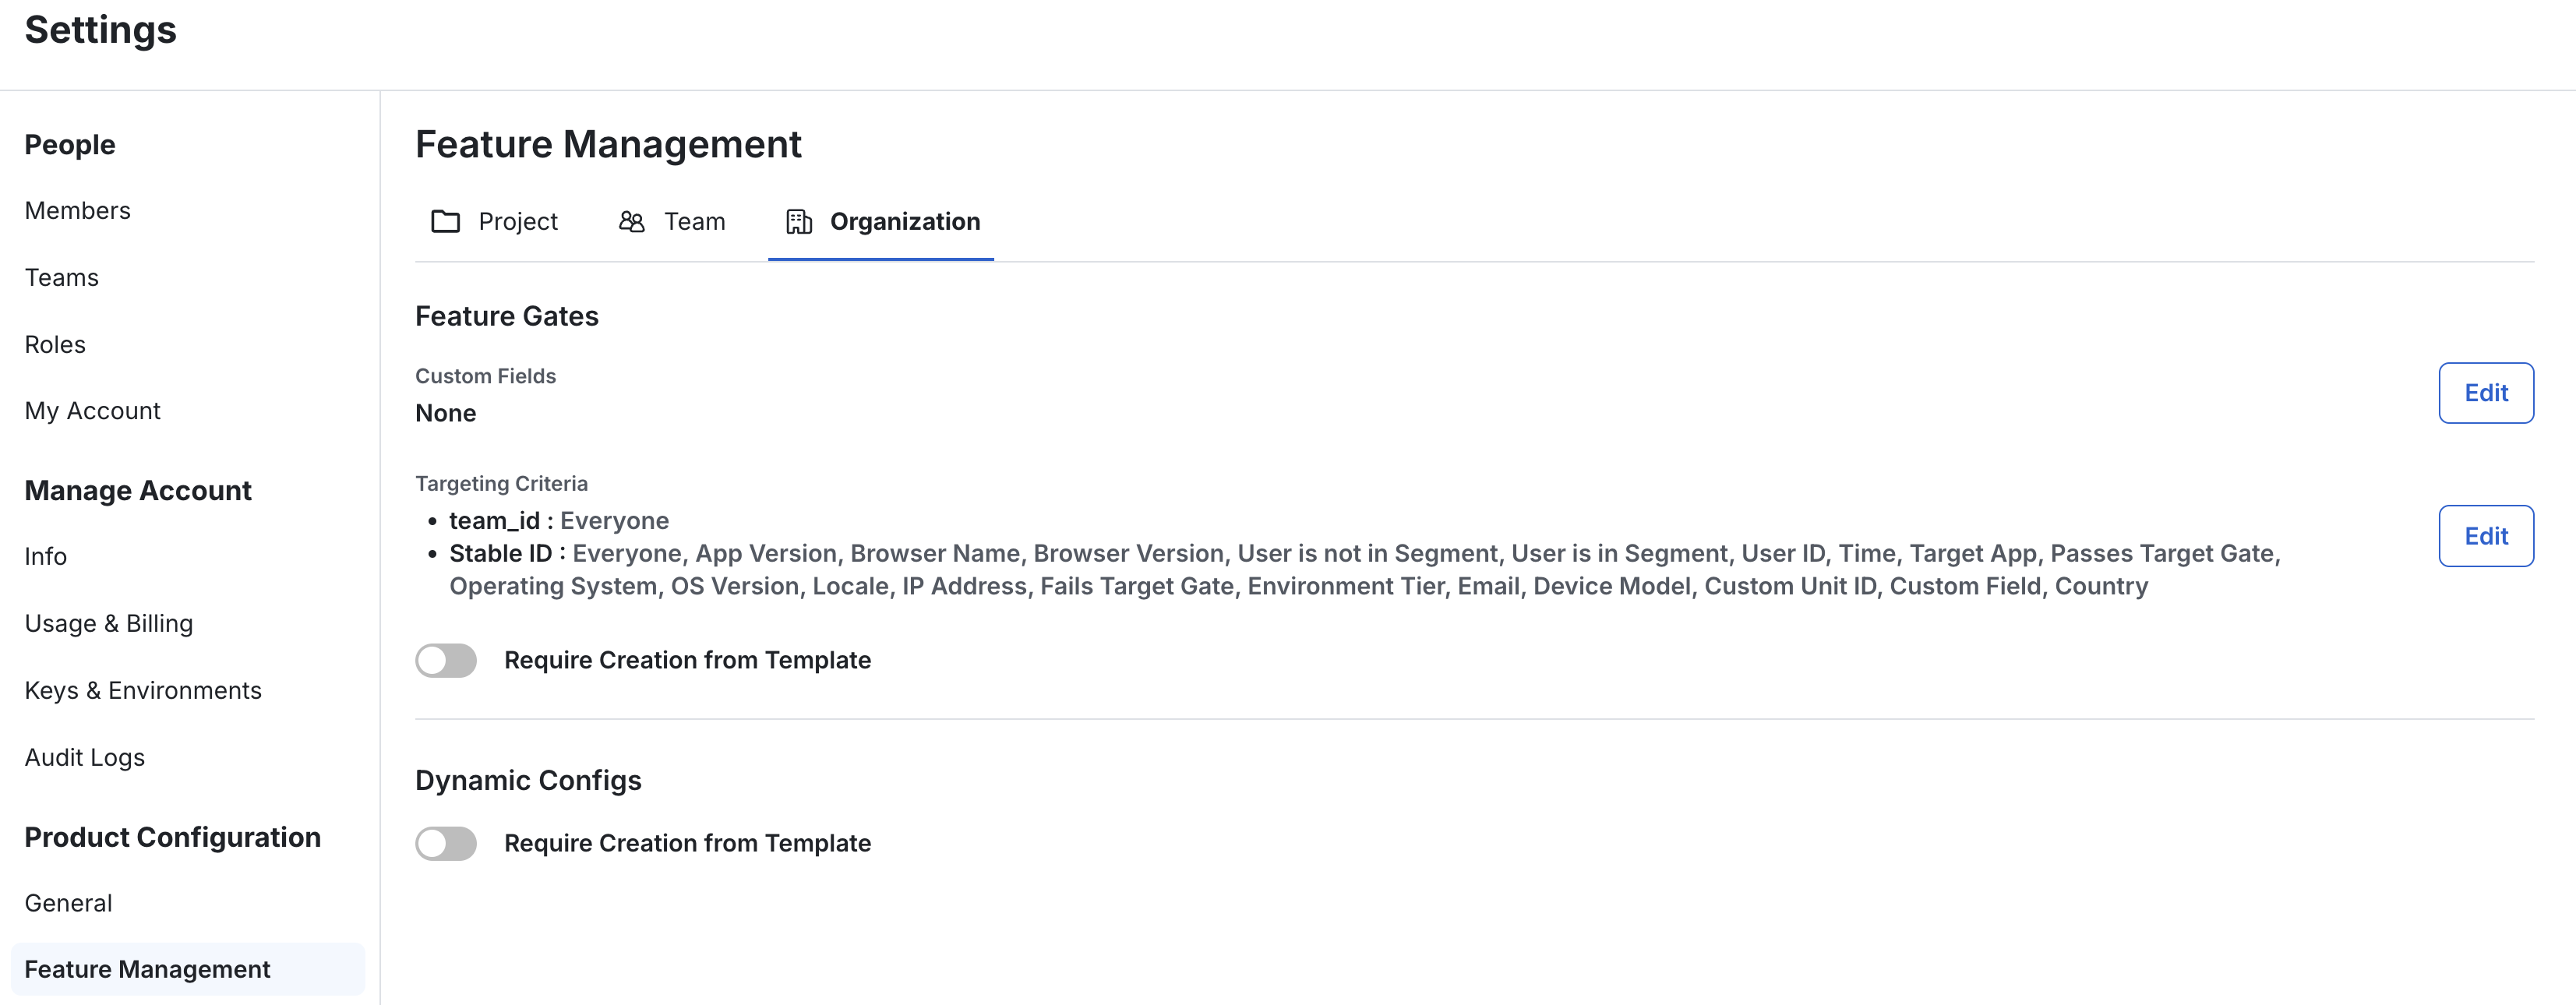 Settings
People
Members
Teams
Roles
My Account
Manage Account
Info
Usage & Billing
Keys & Environments
Audit Logs
Product Configuration
General
Feature Management
Feature Management
Project
Team
Organization
Feature Gates
Custom Fields
None
Edit
Targeting Criteria
• team_id : Everyone
• Stable ID : Everyone, App Version, Browser Name, Browser Version, User is not in Segment, User is in Segment, User ID, Time, Target App, Passes Target Gate,
Operating System, OS Version, Locale, IP Address, Fails Target Gate, Environment Tier, Email, Device Model, Custom Unit ID, Custom Field, Country
Edit
Require Creation from Template
Dynamic Configs
Require Creation from Template